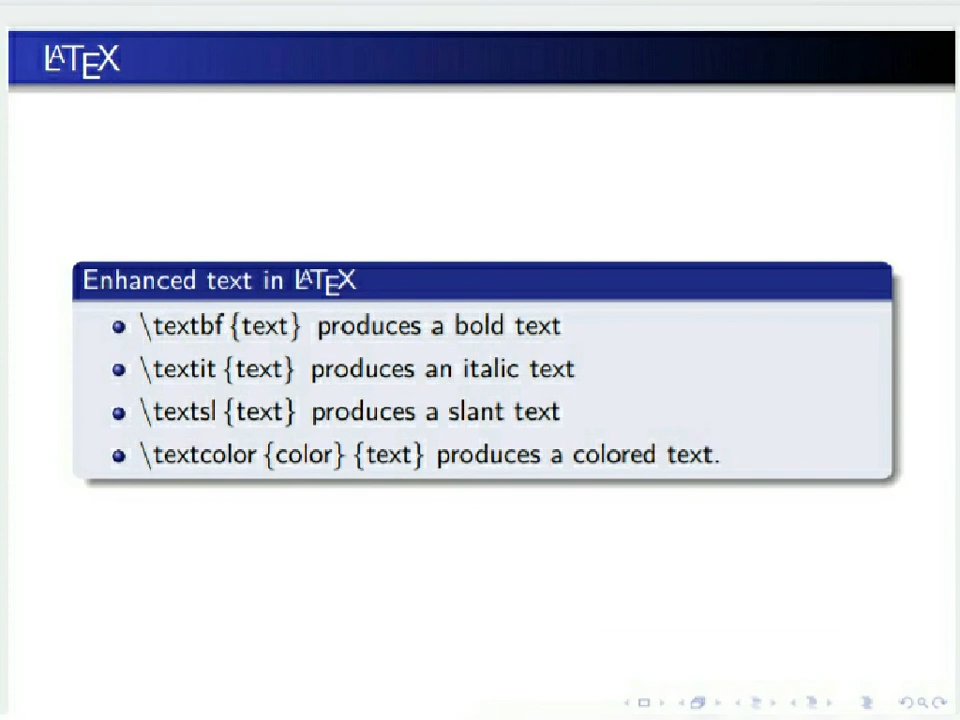 LATEX
Enhanced text in LATEX
\textbf{text} produces a bold text
\textit{text} produces an italic text
\textsl{text} produces a slant text
\textcolor{color}{text} produces a colored text.